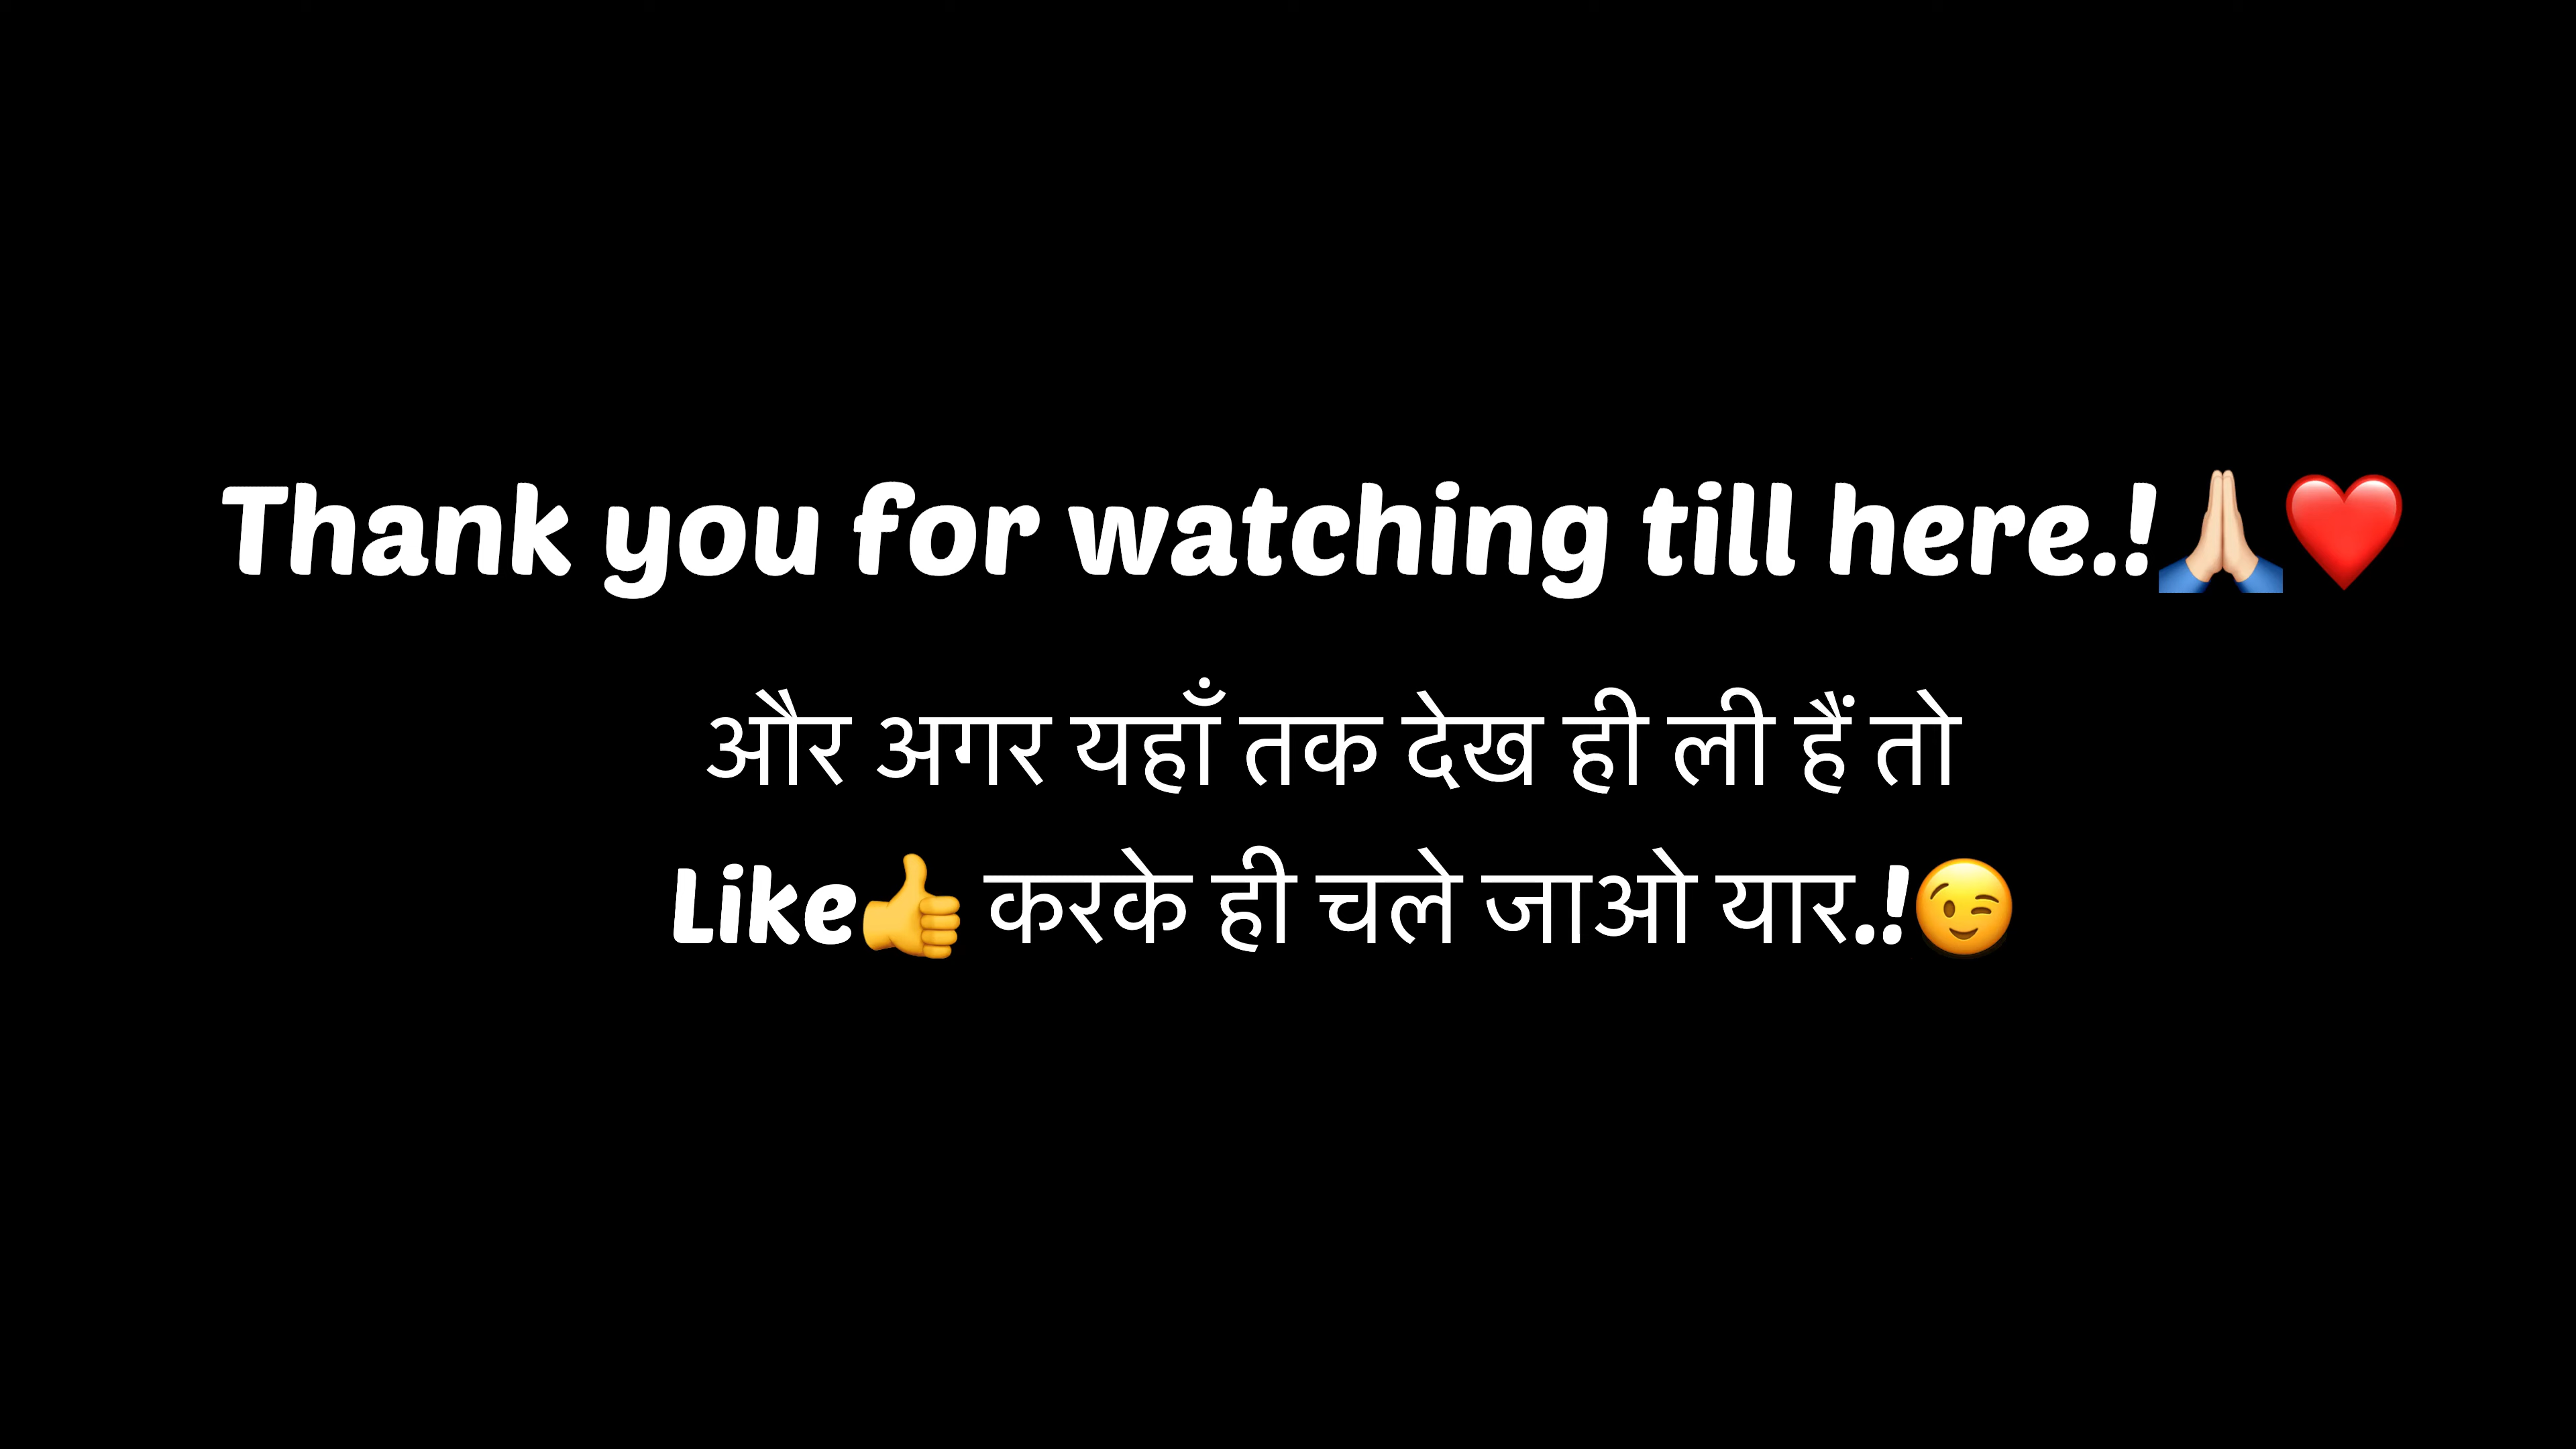 Thank you for watching till here.!🙏🏻❤️
और अगर यहाँ तक देख ही ली हैं तो
Like👍 करके ही चले जाओ यार.!😉